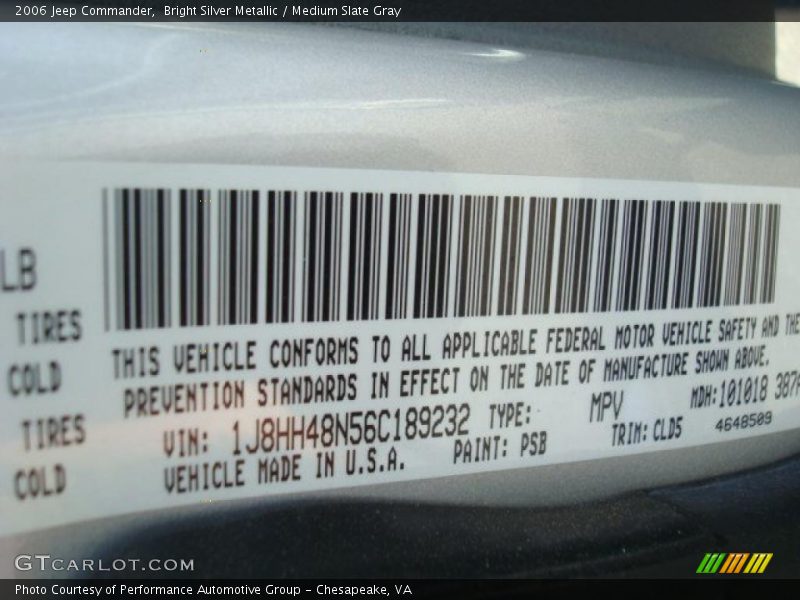 2006 Jeep Commander,  Bright Silver Metallic / Medium Slate Gray
LB
TIRES
COLD
TIRES
COLD
THIS VEHICLE CONFORMS TO ALL APPLICABLE FEDERAL MOTOR VEHICLE SAFETY AND THE
PREVENTION STANDARDS IN EFFECT ON THE DATE OF MANUFACTURE SHOWN ABOVE.
VIN: 1J8HH48N56C189232 TYPE: MPV MDH:101018 387
VEHICLE MADE IN U.S.A. PAINT: PSB TRIM: CLD5 4648509
GTCARLOT.COM
Photo Courtesy of Performance Automotive Group – Chesapeake, VA